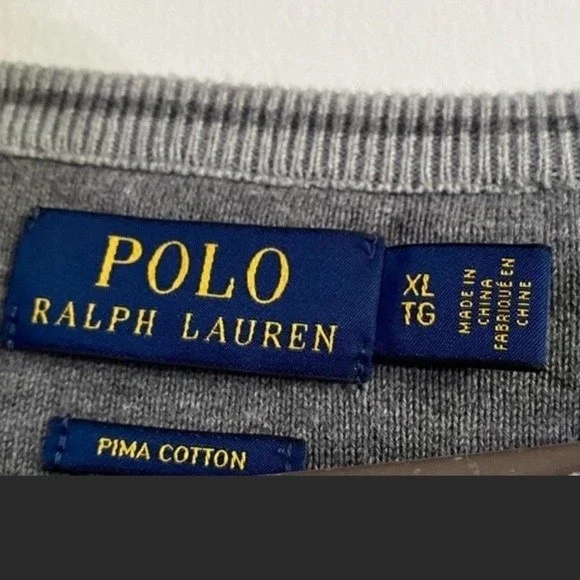 POLO
RALPH LAUREN
XL
TG
MADE IN
CHINA
FABRIQUÉ EN
CHINE
PIMA COTTON